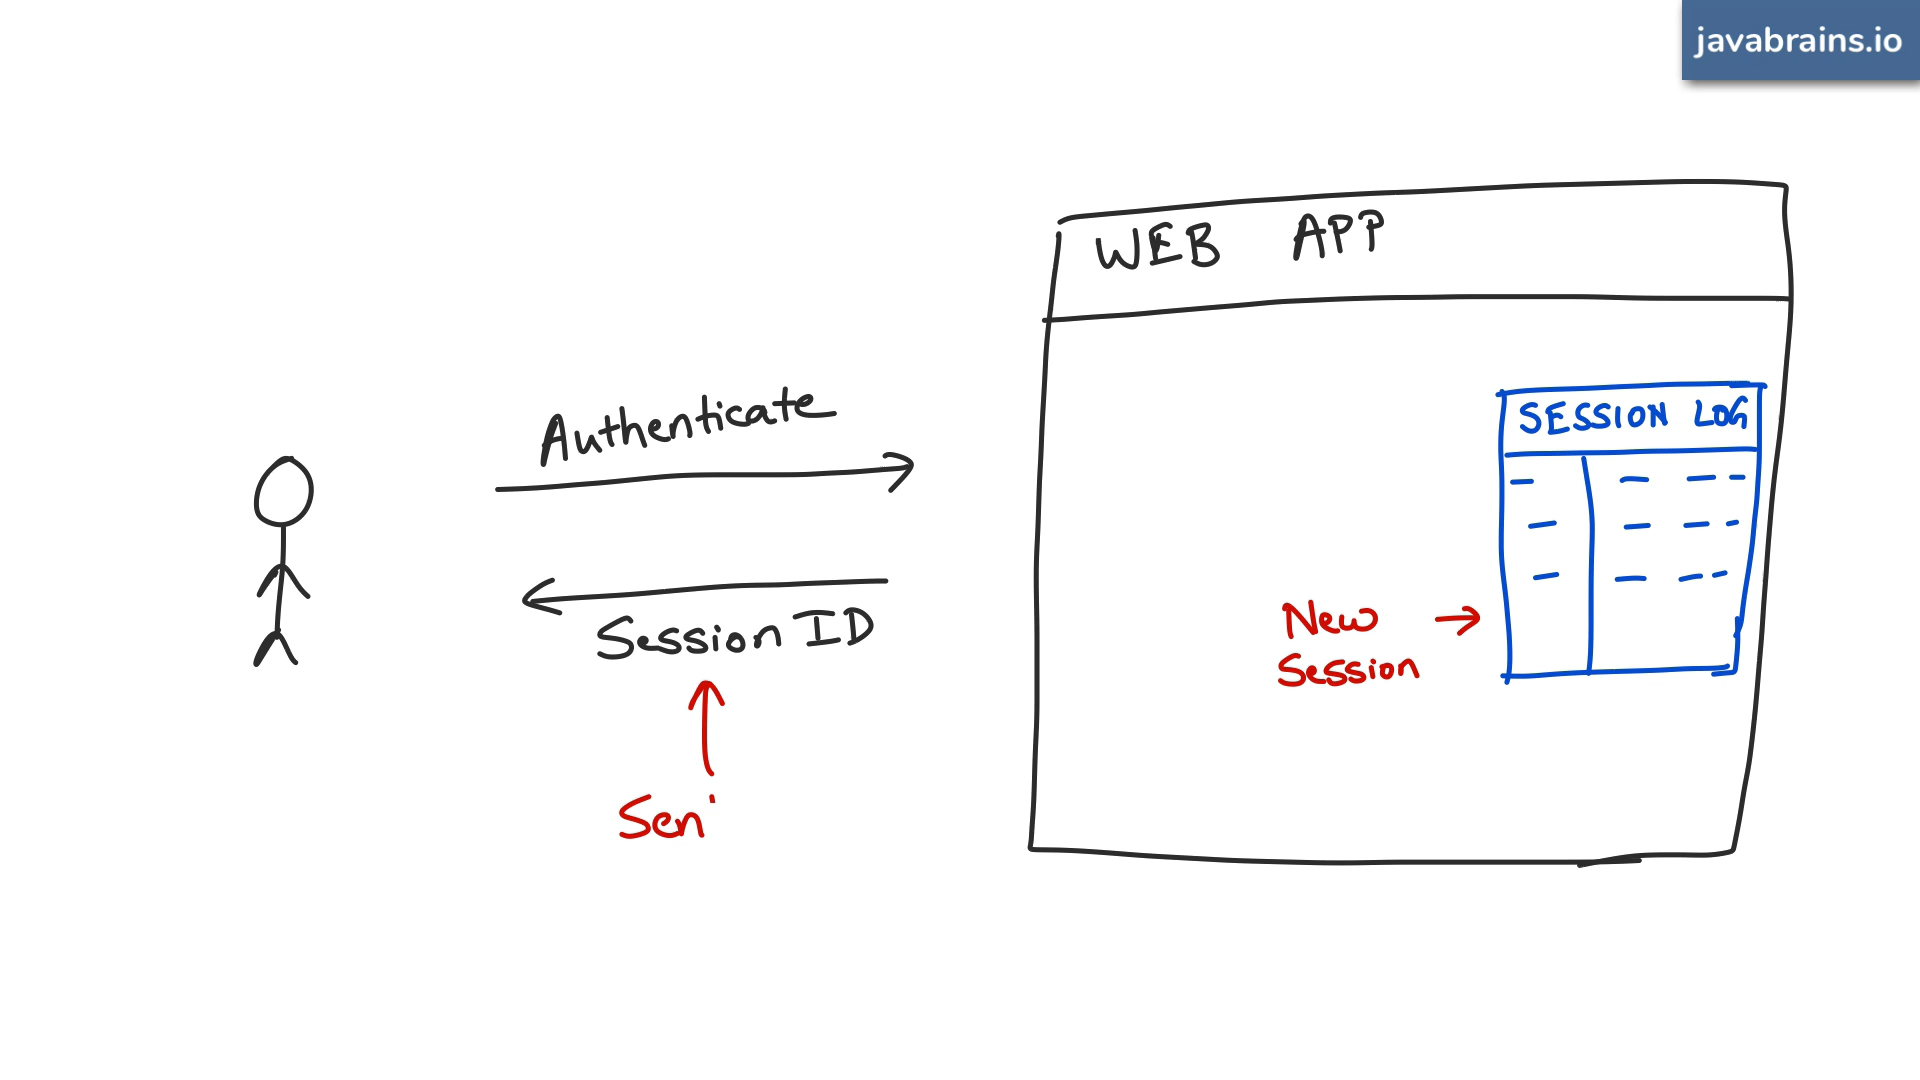 javabrains.io
WEB APP
Authenticate
SESSION LOG
Session ID
New
Session
Sen